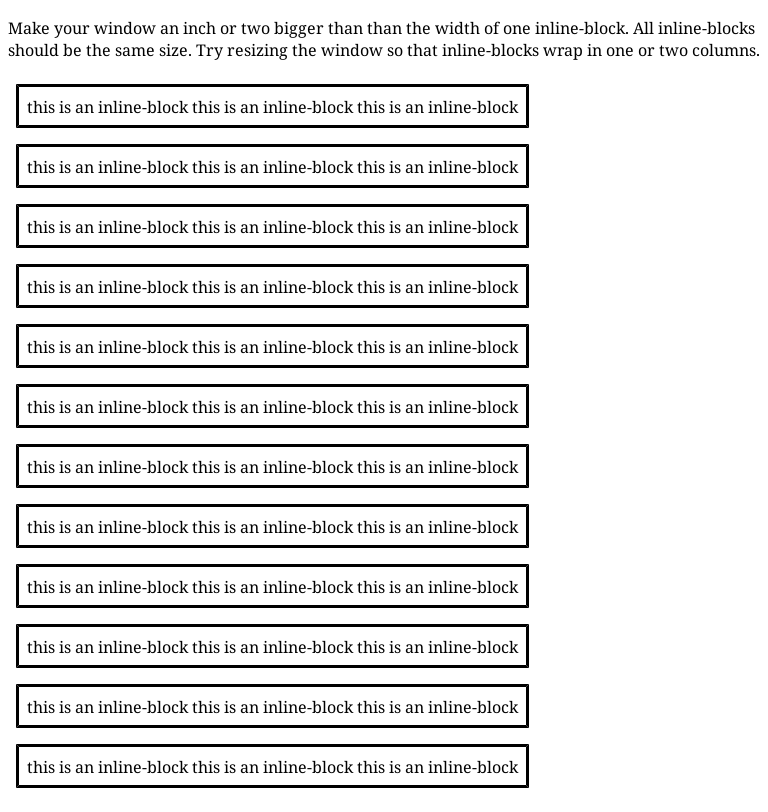 Make your window an inch or two bigger than than the width of one inline-block. All inline-blocks
should be the same size. Try resizing the window so that inline-blocks wrap in one or two columns.
this is an inline-block this is an inline-block this is an inline-block
this is an inline-block this is an inline-block this is an inline-block
this is an inline-block this is an inline-block this is an inline-block
this is an inline-block this is an inline-block this is an inline-block
this is an inline-block this is an inline-block this is an inline-block
this is an inline-block this is an inline-block this is an inline-block
this is an inline-block this is an inline-block this is an inline-block
this is an inline-block this is an inline-block this is an inline-block
this is an inline-block this is an inline-block this is an inline-block
this is an inline-block this is an inline-block this is an inline-block
this is an inline-block this is an inline-block this is an inline-block
this is an inline-block this is an inline-block this is an inline-block